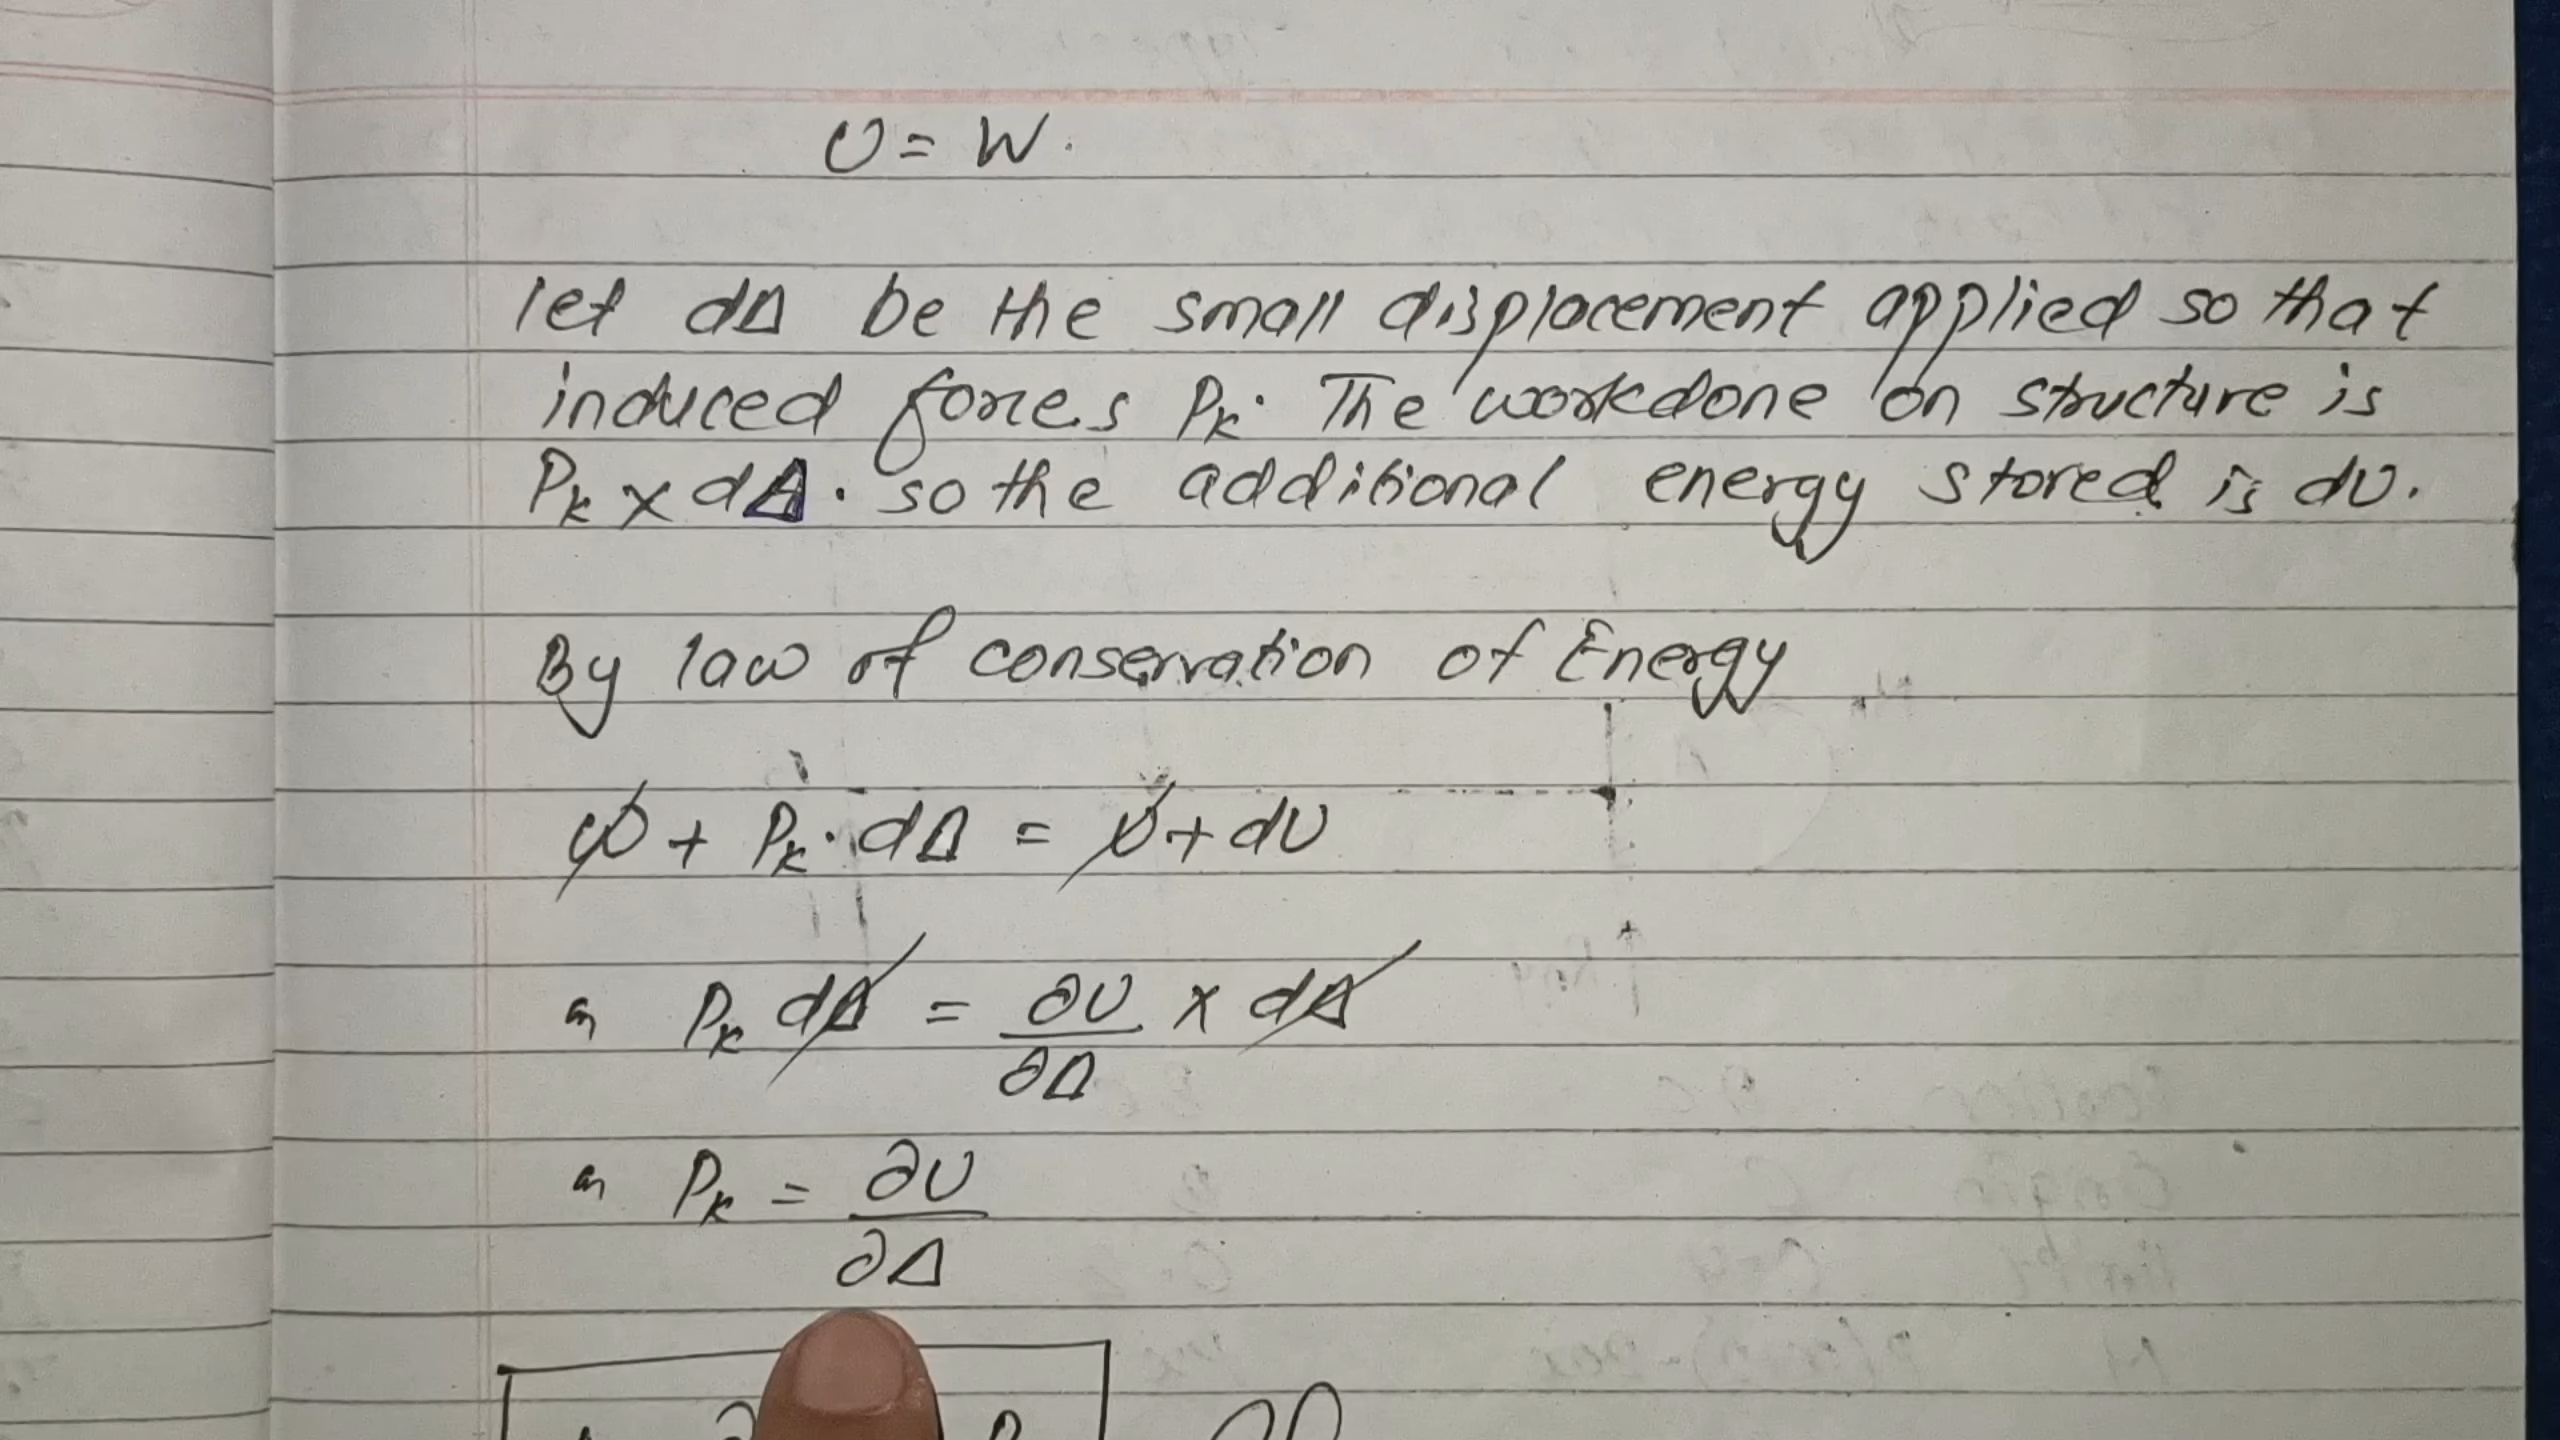 U = W.
let dΔ be the small displacement applied so that
induced forces Pk. The workdone on structure is
Pk × dΔ. so the additional energy stored is dU.
By law of conservation of Energy
W + Pk. dΔ = U + dU
Pk dΔ = ∂U/∂Δ × dΔ
Pk = ∂U/∂Δ